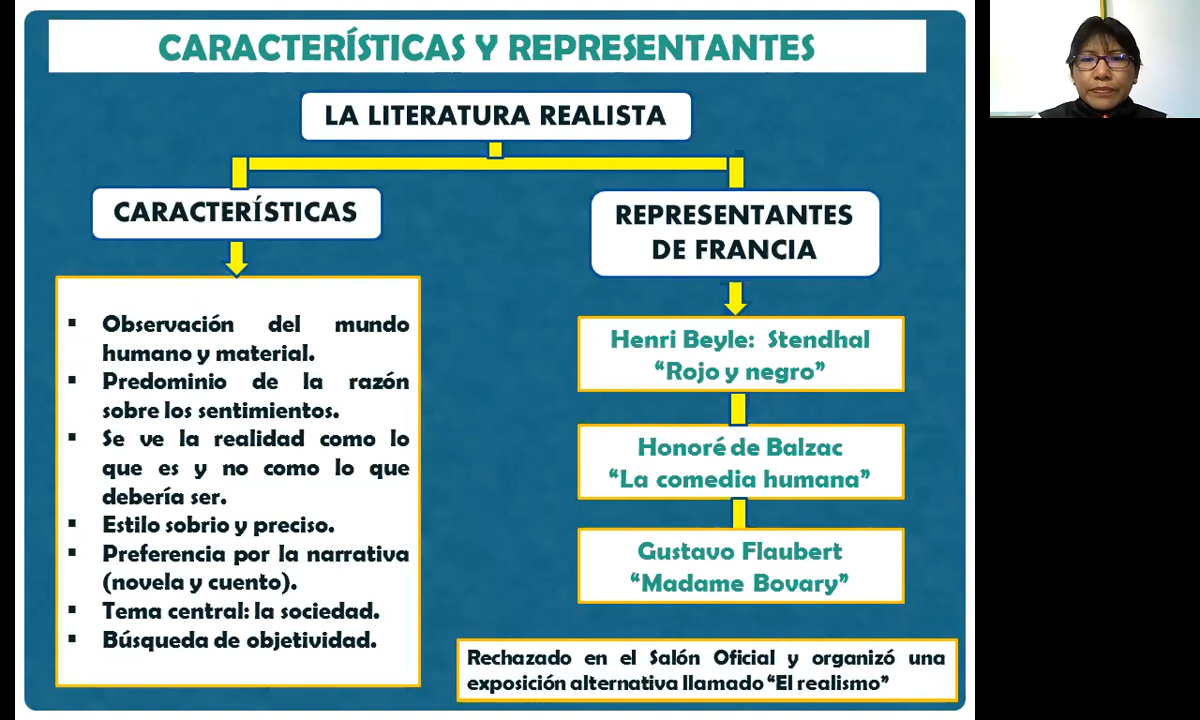 CARACTERÍSTICAS Y REPRESENTANTES
LA LITERATURA REALISTA
CARACTERÍSTICAS
▪ Observación del mundo
humano y material.
▪ Predominio de la razón
sobre los sentimientos.
▪ Se ve la realidad como lo
que es y no como lo que
debería ser.
▪ Estilo sobrio y preciso.
▪ Preferencia por la narrativa
(novela y cuento).
▪ Tema central: la sociedad.
▪ Búsqueda de objetividad.
REPRESENTANTES
DE FRANCIA
Henri Beyle: Stendhal
“Rojo y negro”
Honoré de Balzac
“La comedia humana”
Gustavo Flaubert
“Madame Bovary”
Rechazado en el Salón Oficial y organizó una
exposición alternativa llamado “El realismo”